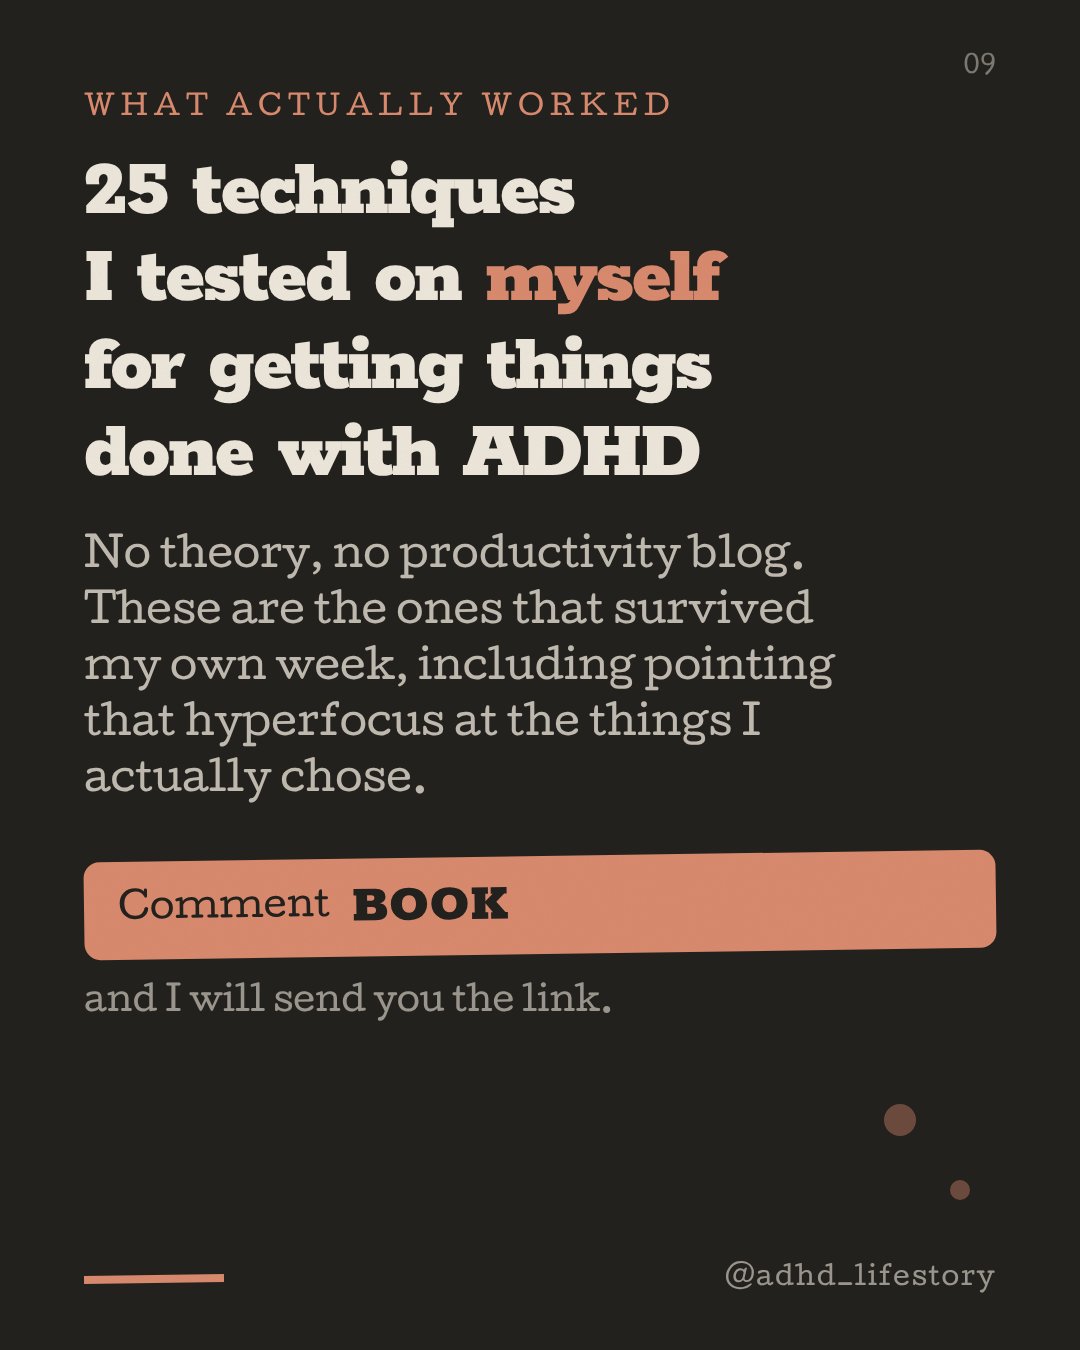 09
WHAT ACTUALLY WORKED
25 techniques
I tested on myself
for getting things
done with ADHD
No theory, no productivity blog.
These are the ones that survived
my own week, including pointing
that hyperfocus at the things I
actually chose.
Comment BOOK
and I will send you the link.
@adhd_lifestory